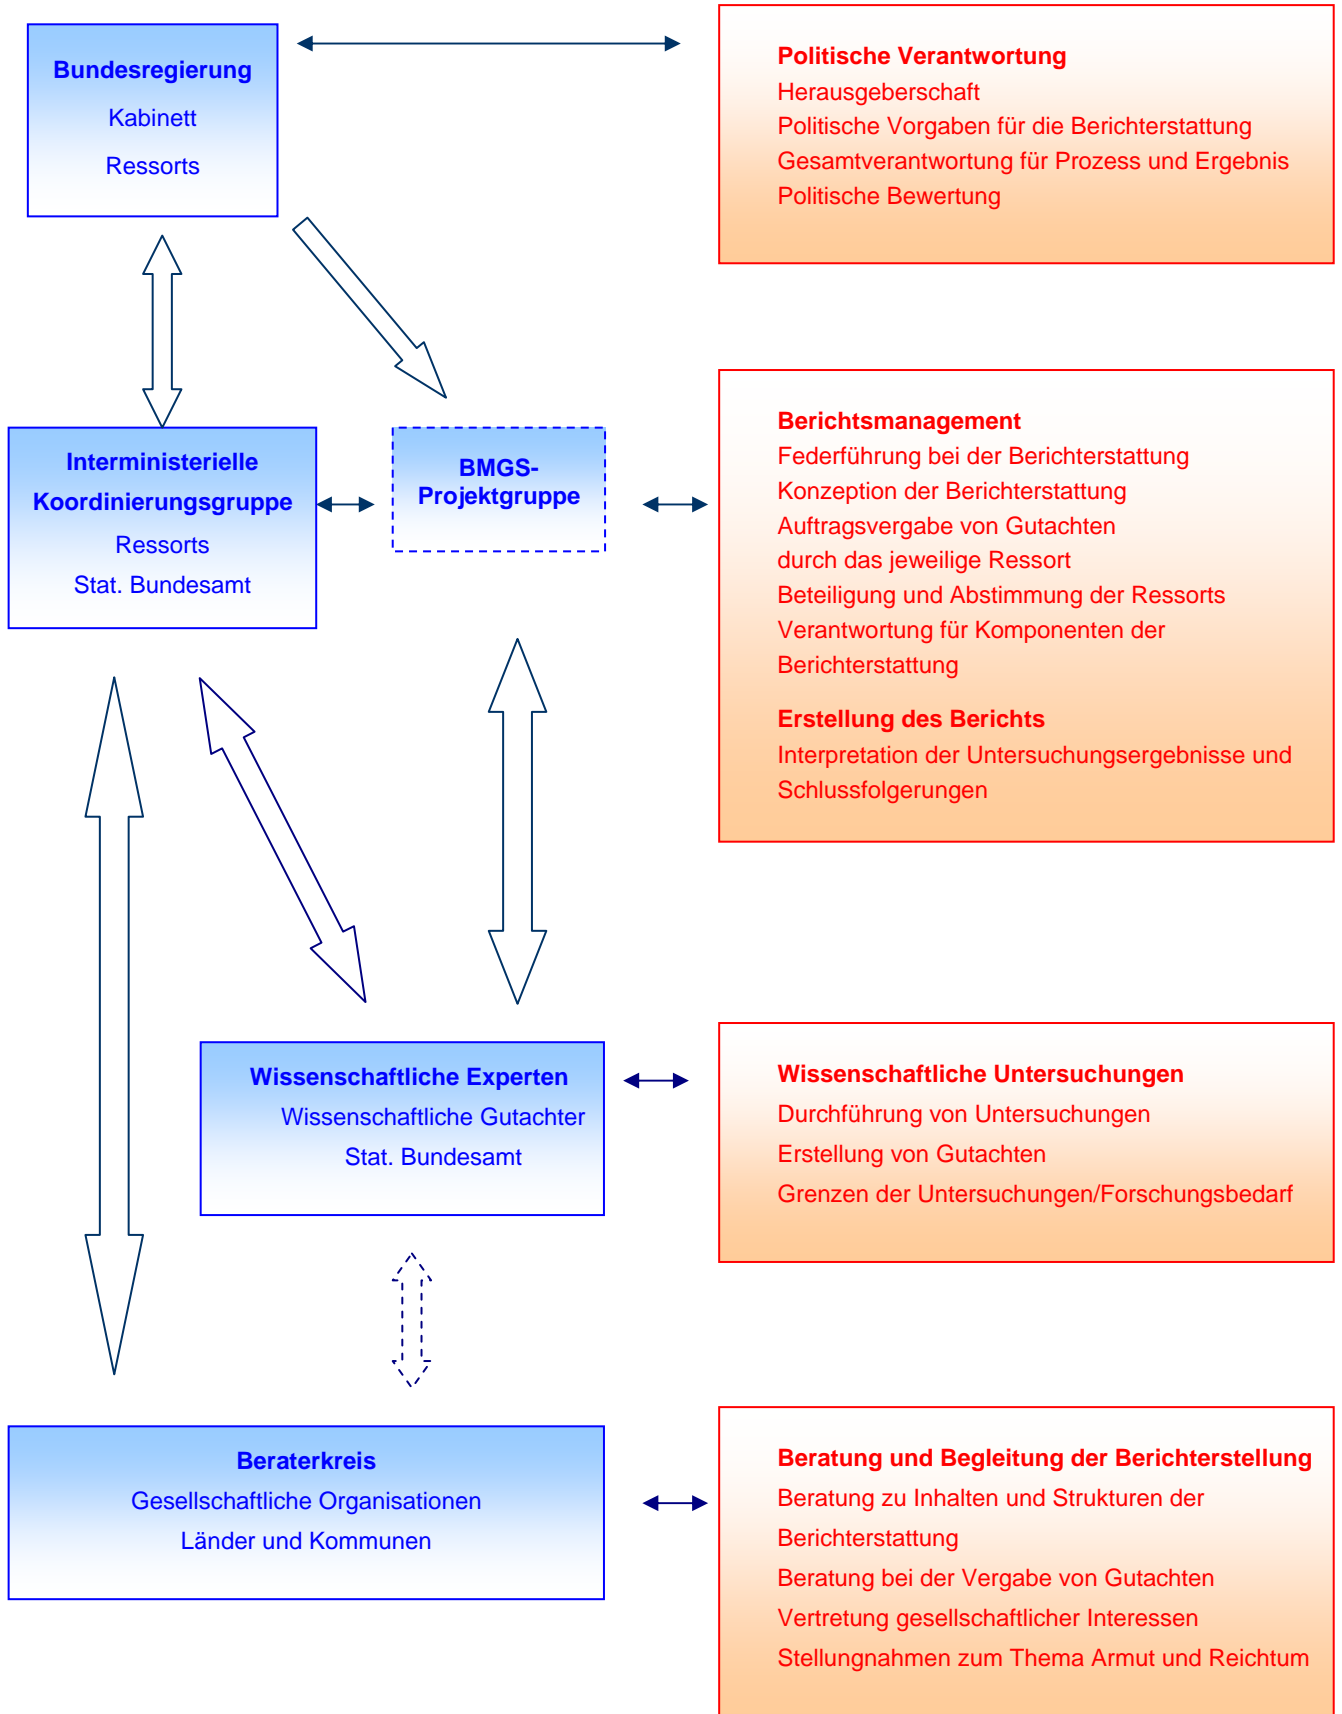 Bundesregierung
Kabinett
Ressorts
Politische Verantwortung
Herausgeberschaft
Politische Vorgaben für die Berichterstattung
Gesamtverantwortung für Prozess und Ergebnis
Politische Bewertung
Interministerielle
Koordinierungsgruppe
Ressorts
Stat. Bundesamt
BMGS-
Projektgruppe
Berichtsmanagement
Federführung bei der Berichterstattung
Konzeption der Berichterstattung
Auftragsvergabe von Gutachten
durch das jeweilige Ressort
Beteiligung und Abstimmung der Ressorts
Verantwortung für Komponenten der
Berichterstattung
Erstellung des Berichts
Interpretation der Untersuchungsergebnisse und
Schlussfolgerungen
Wissenschaftliche Experten
Wissenschaftliche Gutachter
Stat. Bundesamt
Wissenschaftliche Untersuchungen
Durchführung von Untersuchungen
Erstellung von Gutachten
Grenzen der Untersuchungen/Forschungsbedarf
Beraterkreis
Gesellschaftliche Organisationen
Länder und Kommunen
Beratung und Begleitung der Berichterstellung
Beratung zu Inhalten und Strukturen der
Berichterstattung
Beratung bei der Vergabe von Gutachten
Vertretung gesellschaftlicher Interessen
Stellungnahmen zum Thema Armut und Reichtum